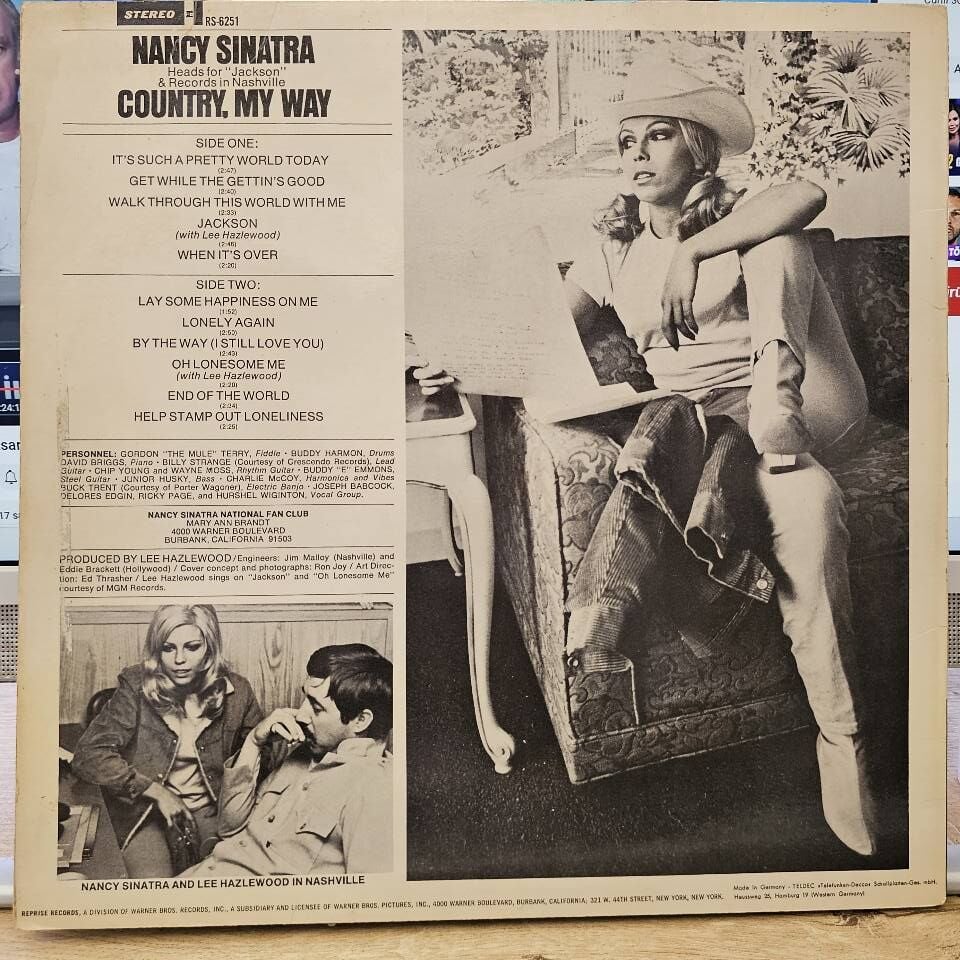 STEREO
RS-6251
NANCY SINATRA
Heads for "Jackson"
& Records in Nashville
COUNTRY, MY WAY
SIDE ONE:
IT'S SUCH A PRETTY WORLD TODAY
(2:47)
GET WHILE THE GETTIN'S GOOD
(2:40)
WALK THROUGH THIS WORLD WITH ME
(2:33)
JACKSON
(with Lee Hazlewood)
(2:46)
WHEN IT'S OVER
(2:20)
SIDE TWO:
LAY SOME HAPPINESS ON ME
(1:52)
LONELY AGAIN
(2:50)
BY THE WAY (I STILL LOVE YOU)
(2:43)
OH LONESOME ME
(with Lee Hazlewood)
(2:20)
END OF THE WORLD
(2:34)
HELP STAMP OUT LONELINESS
(2:25)
PERSONNEL: GORDON "THE MULE" TERRY, Fiddle · BUDDY HARMON, Drums
DAVID BRIGGS, Piano · BILLY STRANGE (Courtesy of Crescendo Records), Lead
Guitar · CHIP YOUNG and WAYNE MOSS, Rhythm Guitar · BUDDY "E" EMMONS,
Steel Guitar · JUNIOR HUSKY, Bass · CHARLIE McCOY, Harmonica and Vibes
BUCK TRENT (Courtesy of Porter Wagoner), Electric Banjo · JOSEPH BABCOCK,
DELORES EDGIN, RICKY PAGE, and HURSHEL WIGINTON, Vocal Group.
NANCY SINATRA NATIONAL FAN CLUB
MARY ANN BRANDT
4000 WARNER BOULEVARD
BURBANK, CALIFORNIA 91503
PRODUCED BY LEE HAZLEWOOD/Engineers: Jim Malloy (Nashville) and
Eddie Brackett (Hollywood) / Cover concept and photographs: Ron Joy / Art Direc-
tion: Ed Thrasher / Lee Hazlewood sings on "Jackson" and "Oh Lonesome Me"
courtesy of MGM Records.
NANCY SINATRA AND LEE HAZLEWOOD IN NASHVILLE
REPRISE RECORDS, A DIVISION OF WARNER BROS. RECORDS, INC., A SUBSIDIARY AND LICENSEE OF WARNER BROS. PICTURES, INC., 4000 WARNER BOULEVARD, BURBANK, CALIFORNIA; 321 W. 44TH STREET, NEW YORK, NEW YORK.
Made in Germany · TELDEC »Telefunken-Decca« Schallplatten-Ges. mbH.
Heussweg 25, Hamburg 19 (Western Germany)